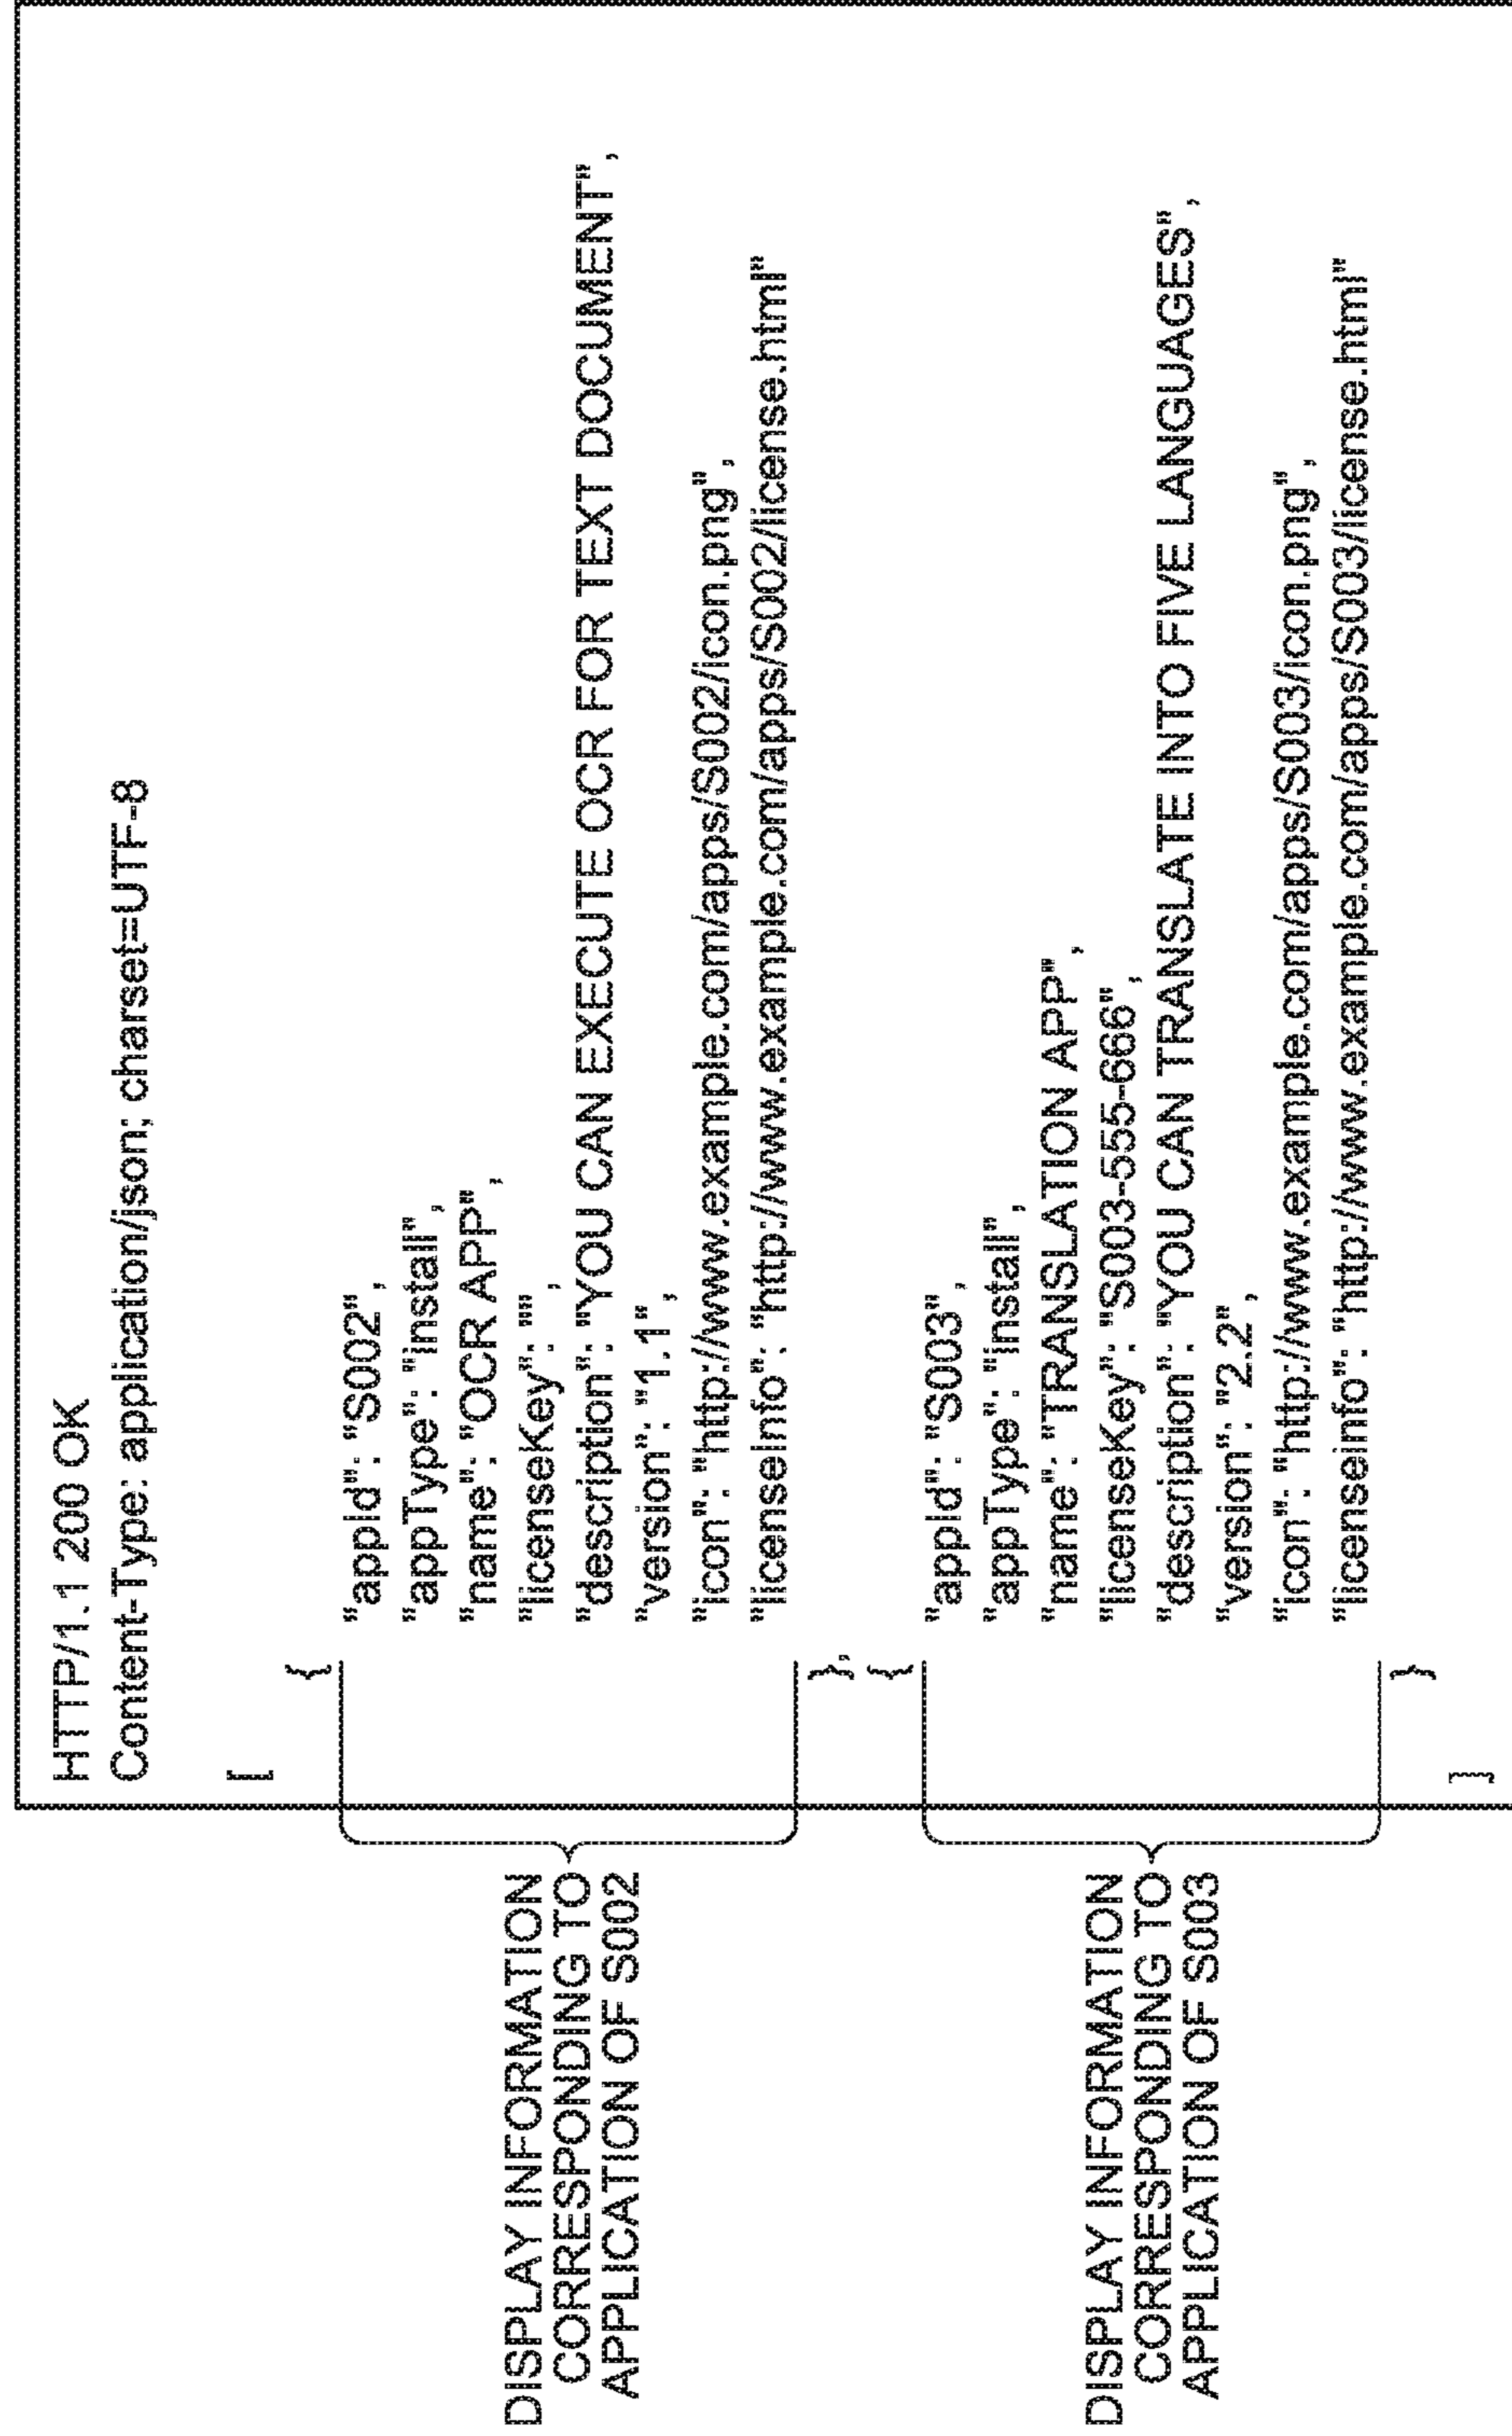 HTTP/1.1 200 OK
Content-Type: application/json; charset=UTF-8
[
{
"appId": "S002",
"appType": "install",
"name": "OCR APP",
"licenseKey": "",
"description": "YOU CAN EXECUTE OCR FOR TEXT DOCUMENT",
"version": "1.1",
"icon": "http://www.example.com/apps/S002/icon.png",
"licenseInfo": "http://www.example.com/apps/S002/license.html"
},
{
"appId": "S003",
"appType": "install",
"name": "TRANSLATION APP",
"licenseKey": "S003-555-666",
"description": "YOU CAN TRANSLATE INTO FIVE LANGUAGES",
"version": "2.2",
"icon": "http://www.example.com/apps/S003/icon.png",
"licenseinfo": "http://www.example.com/apps/S003/license.html"
}
]
DISPLAY INFORMATION
CORRESPONDING TO
APPLICATION OF S002
DISPLAY INFORMATION
CORRESPONDING TO
APPLICATION OF S003